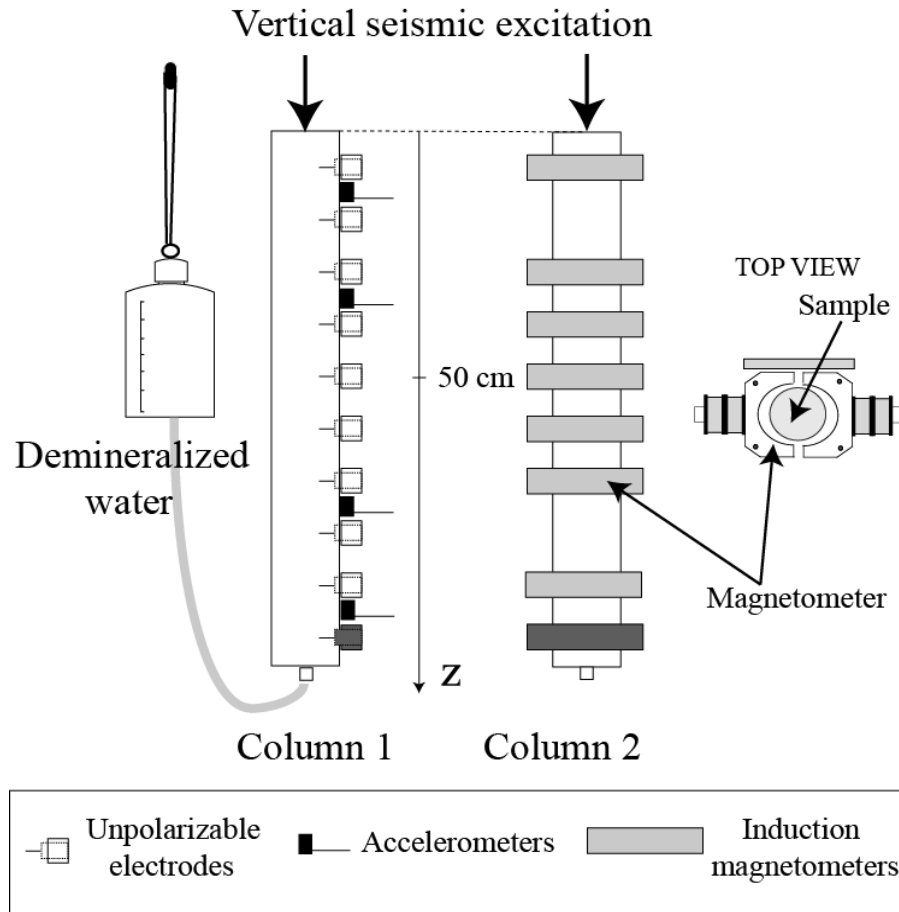 Vertical seismic excitation
TOP VIEW
Sample
50 cm
Demineralized
water
Magnetometer
z
Column 1
Column 2
Unpolarizable
electrodes
Accelerometers
Induction
magnetometers